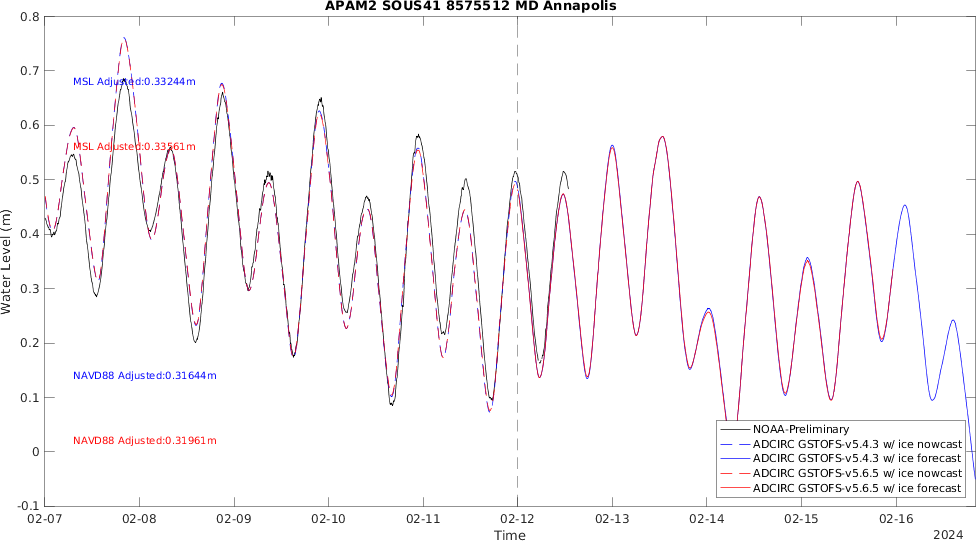 APAM2 SOUS41 8575512 MD Annapolis
0.8
0.7
0.6
0.5
0.4
0.3
0.2
0.1
0
-0.1
Water Level (m)
MSL Adjusted:0.33244m
MSL Adjusted:0.33561m
NAVD88 Adjusted:0.31644m
NAVD88 Adjusted:0.31961m
NOAA-Preliminary
ADCIRC GSTOFS-v5.4.3 w/ ice nowcast
ADCIRC GSTOFS-v5.4.3 w/ ice forecast
ADCIRC GSTOFS-v5.6.5 w/ ice nowcast
ADCIRC GSTOFS-v5.6.5 w/ ice forecast
02-07 02-08 02-09 02-10 02-11 02-12 02-13 02-14 02-15 02-16
Time
2024